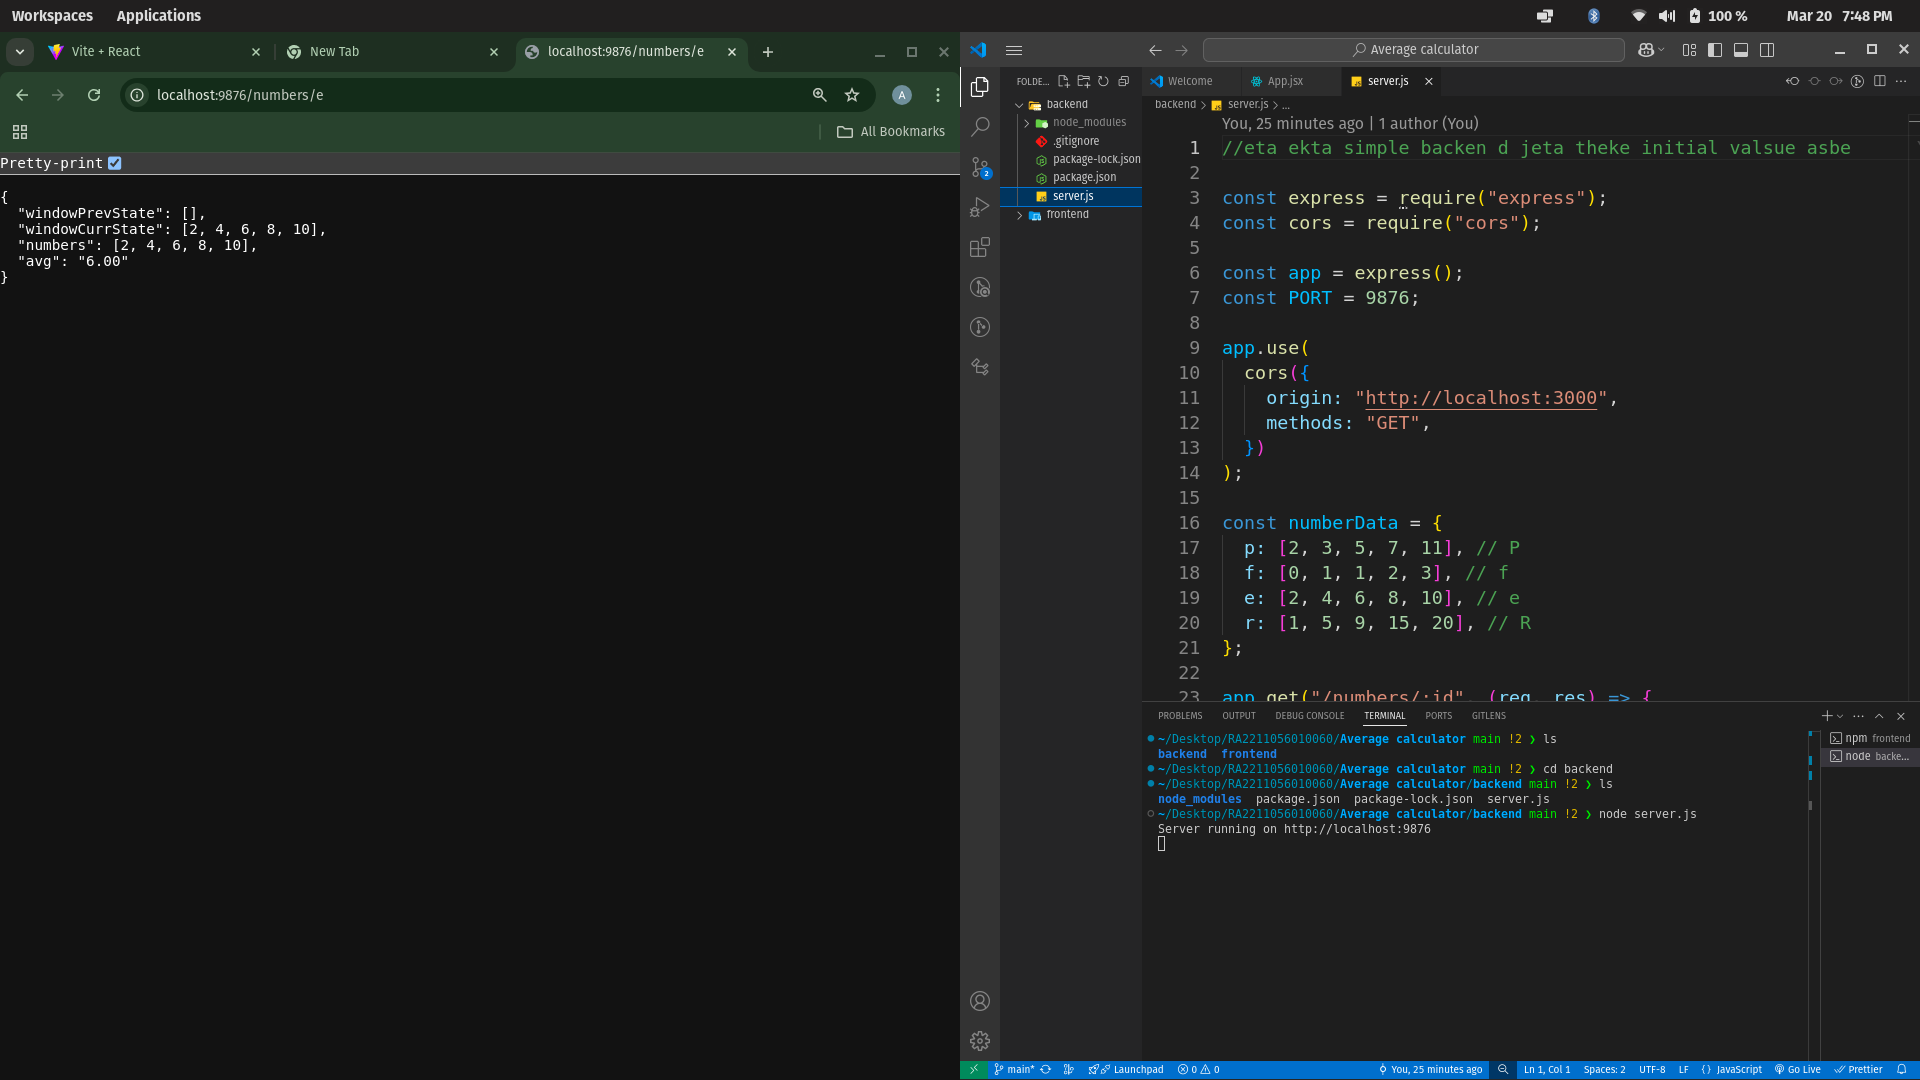 Workspaces Applications 100 % Mar 20 7:48 PM
Vite + React New Tab localhost:9876/numbers/e
localhost:9876/numbers/e A
All Bookmarks
Pretty-print
{
"windowPrevState": [],
"windowCurrState": [2, 4, 6, 8, 10],
"numbers": [2, 4, 6, 8, 10],
"avg": "6.00"
}
Average calculator
FOLDE...
backend
node_modules
.gitignore
package-lock.json
package.json
server.js
frontend
2
Welcome App.jsx server.js
backend > server.js > ...
You, 25 minutes ago | 1 author (You)
1 //eta ekta simple backen d jeta theke initial valsue asbe
2
3 const express = require("express");
4 const cors = require("cors");
5
6 const app = express();
7 const PORT = 9876;
8
9 app.use(
10 cors({
11 origin: "http://localhost:3000",
12 methods: "GET",
13 })
14 );
15
16 const numberData = {
17 p: [2, 3, 5, 7, 11], // P
18 f: [0, 1, 1, 2, 3], // f
19 e: [2, 4, 6, 8, 10], // e
20 r: [1, 5, 9, 15, 20], // R
21 };
22
23 app.get("/numbers/:id", (req, res) => {
PROBLEMS OUTPUT DEBUG CONSOLE TERMINAL PORTS GITLENS
~/Desktop/RA2211056010060/Average calculator main !2 ❯ ls
backend frontend
~/Desktop/RA2211056010060/Average calculator main !2 ❯ cd backend
~/Desktop/RA2211056010060/Average calculator/backend main !2 ❯ ls
node_modules package.json package-lock.json server.js
~/Desktop/RA2211056010060/Average calculator/backend main !2 ❯ node server.js
Server running on http://localhost:9876
npm frontend
node backe...
main* Launchpad 0 0 You, 25 minutes ago Ln 1, Col 1 Spaces: 2 UTF-8 LF {} JavaScript Go Live Prettier